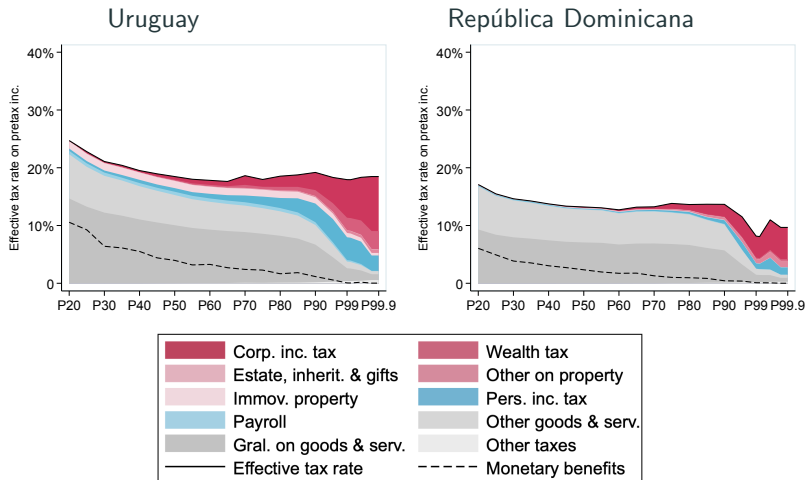 Uruguay
República Dominicana
Effective tax rate on pretax inc.
40%
30%
20%
10%
0
P20 P30 P40 P50 P60 P70 P80 P90 P99 P99.9
Effective tax rate on pretax inc.
40%
30%
20%
10%
0
P20 P30 P40 P50 P60 P70 P80 P90 P99 P99.9
Corp. inc. tax Wealth tax
Estate, inherit. & gifts Other on property
Immov. property Pers. inc. tax
Payroll Other goods & serv.
Gral. on goods & serv. Other taxes
Effective tax rate Monetary benefits